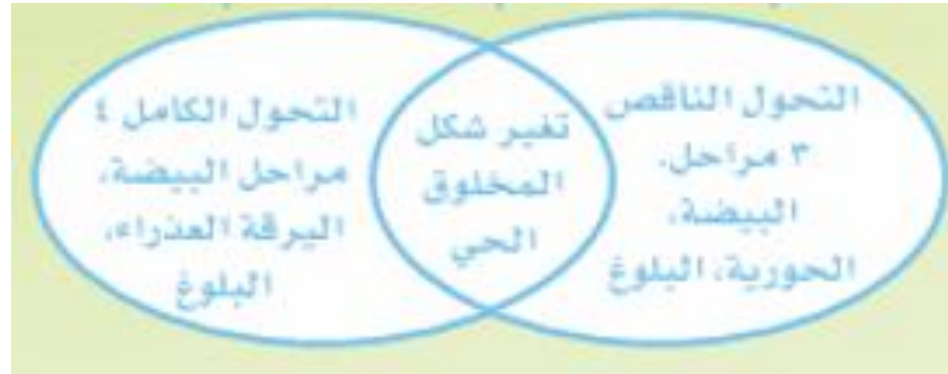 التحول الناقص
٣ مراحل،
البيضة،
الحورية، البلوغ
تغير شكل
المخلوق
الحي
التحول الكامل ٤
مراحل البيضة،
اليرقة العذراء،
البلوغ